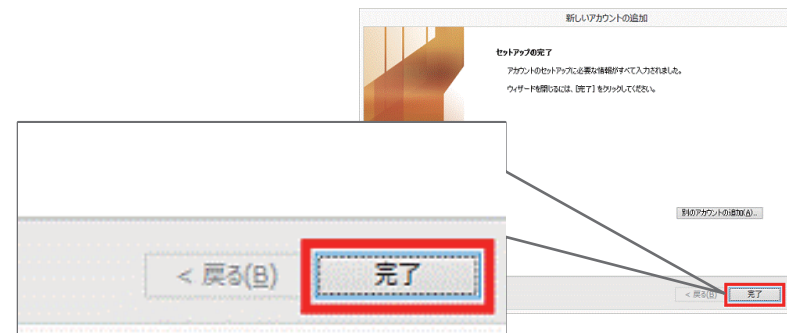 新しいアカウントの追加
セットアップの完了
アカウントのセットアップに必要な情報がすべて入力されました。
ウィザードを閉じるには、[完了] をクリックしてください。
別のアカウントの追加(A)...
< 戻る(B) 完了
< 戻る(B) 完了